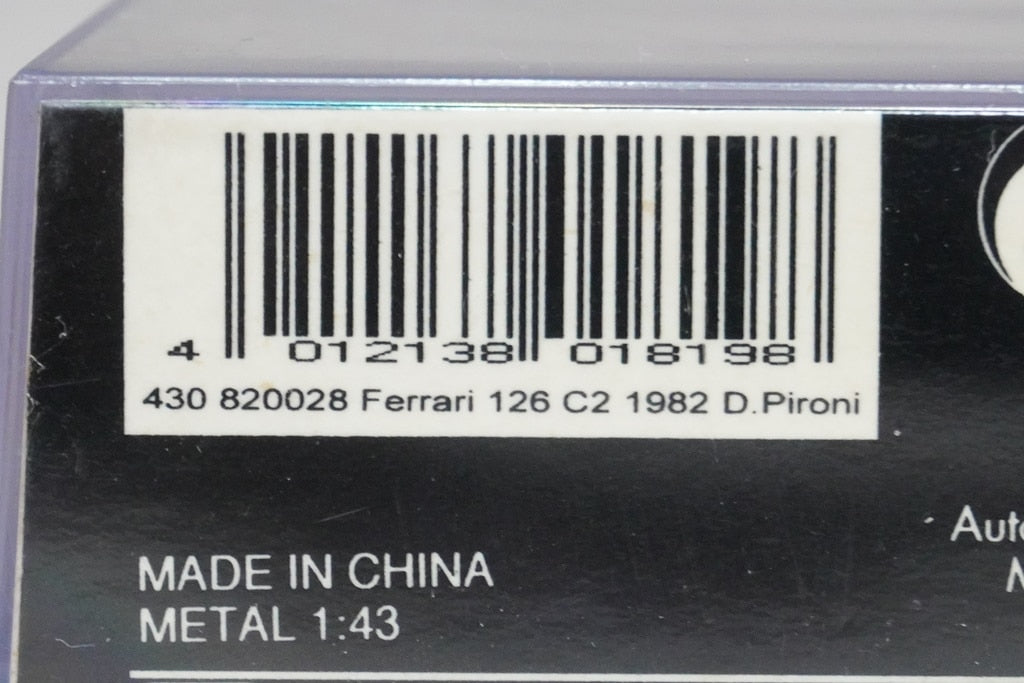 4 012138 018198
430 820028 Ferrari 126 C2 1982 D.Pironi
MADE IN CHINA
METAL 1:43